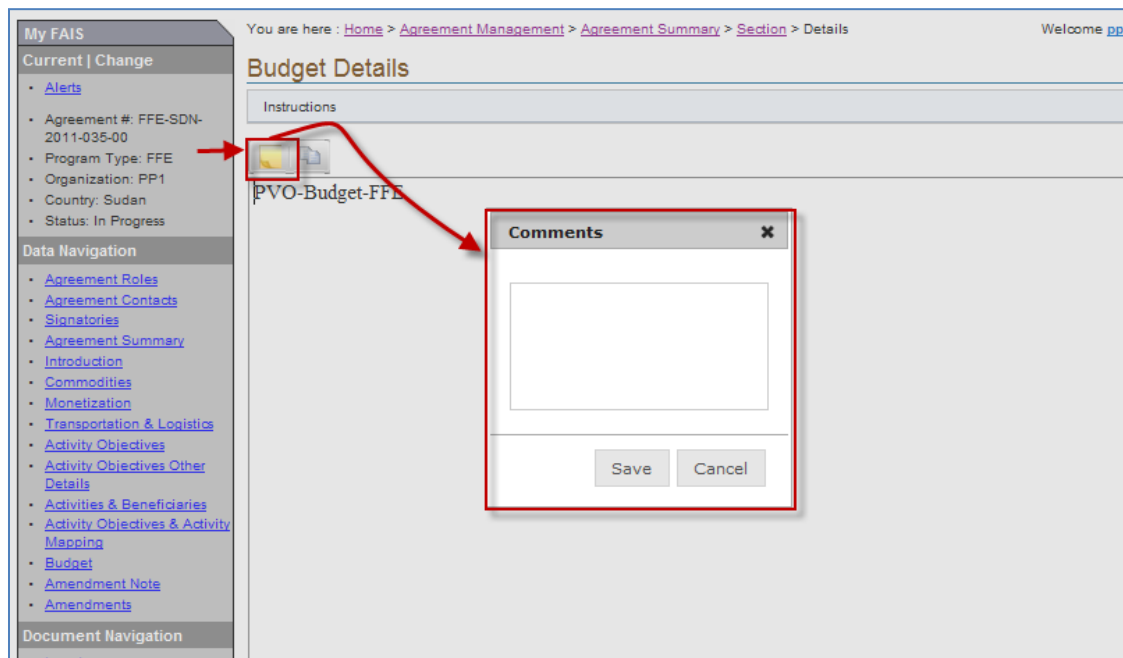 My FAIS
Current | Change
Alerts
Agreement #: FFE-SDN-
2011-035-00
Program Type: FFE
Organization: PP1
Country: Sudan
Status: In Progress
Data Navigation
Agreement Roles
Agreement Contacts
Signatories
Agreement Summary
Introduction
Commodities
Monetization
Transportation & Logistics
Activity Objectives
Activity Objectives Other
Details
Activities & Beneficiaries
Activity Objectives & Activity
Mapping
Budget
Amendment Note
Amendments
Document Navigation
You are here : Home > Agreement Management > Agreement Summary > Section > Details
Welcome pp
Budget Details
Instructions
PVO-Budget-FFE
Comments
Save Cancel